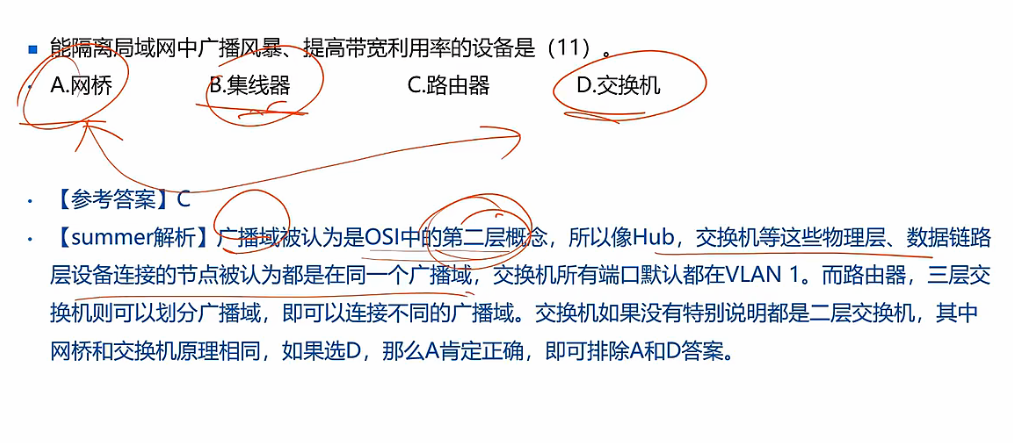 能隔离局域网中广播风暴、提高带宽利用率的设备是（11）。
A.网桥 B.集线器 C.路由器 D.交换机
【参考答案】C
【summer解析】广播域被认为是OSI中的第二层概念，所以像Hub，交换机等这些物理层、数据链路
层设备连接的节点被认为都是在同一个广播域，交换机所有端口默认都在VLAN 1。而路由器，三层交
换机则可以划分广播域，即可以连接不同的广播域。交换机如果没有特别说明都是二层交换机，其中
网桥和交换机原理相同，如果选D，那么A肯定正确，即可排除A和D答案。